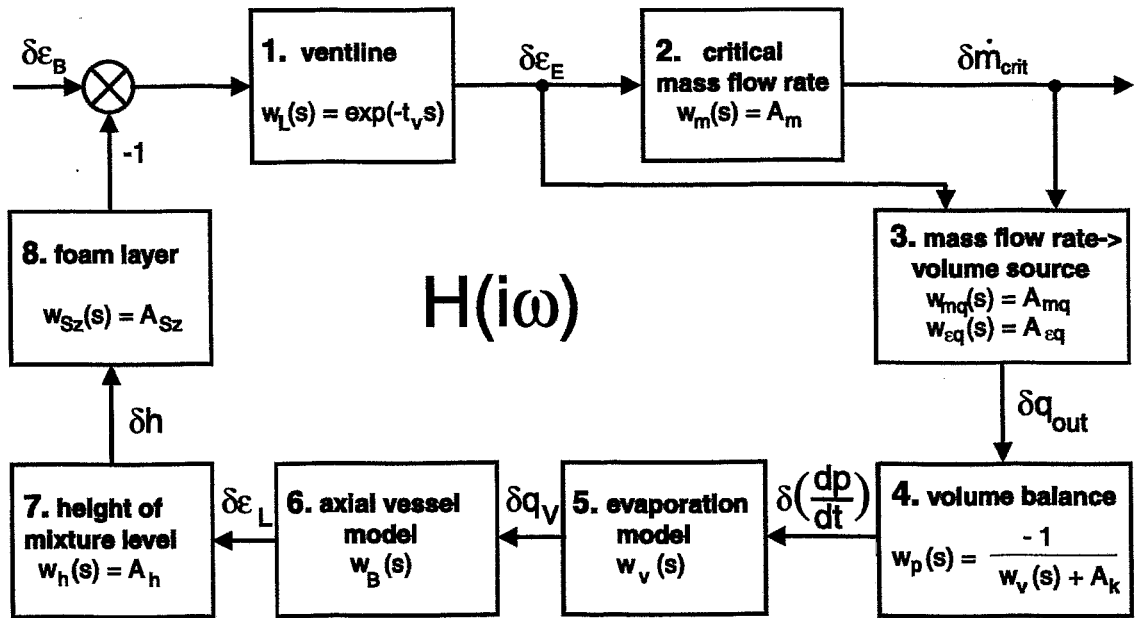 δε_B
1. ventline
w_L(s) = exp(-t_v s)
δε_E
2. critical
mass flow rate
w_m(s) = A_m
δṁ_crit
-1
8. foam layer
w_Sz(s) = A_Sz
H(iω)
3. mass flow rate->
volume source
w_mq(s) = A_mq
w_εq(s) = A_εq
δh
δq_out
7. height of
mixture level
w_h(s) = A_h
δε_L
6. axial vessel
model
w_B(s)
δq_V
5. evaporation
model
w_v(s)
δ(dp/dt)
4. volume balance
w_p(s) = -1 / (w_v(s) + A_k)